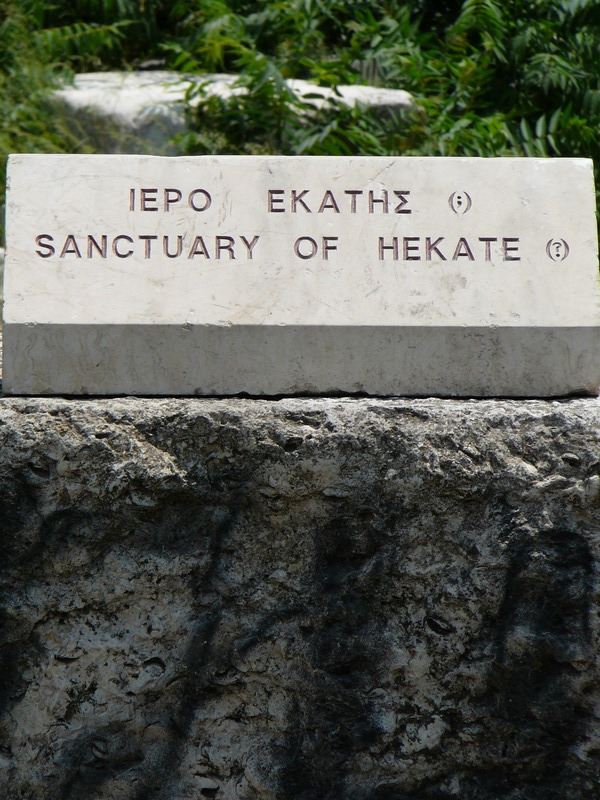 ΙΕΡΟ ΕΚΑΤΗΣ (;)
SANCTUARY OF HEKATE (?)